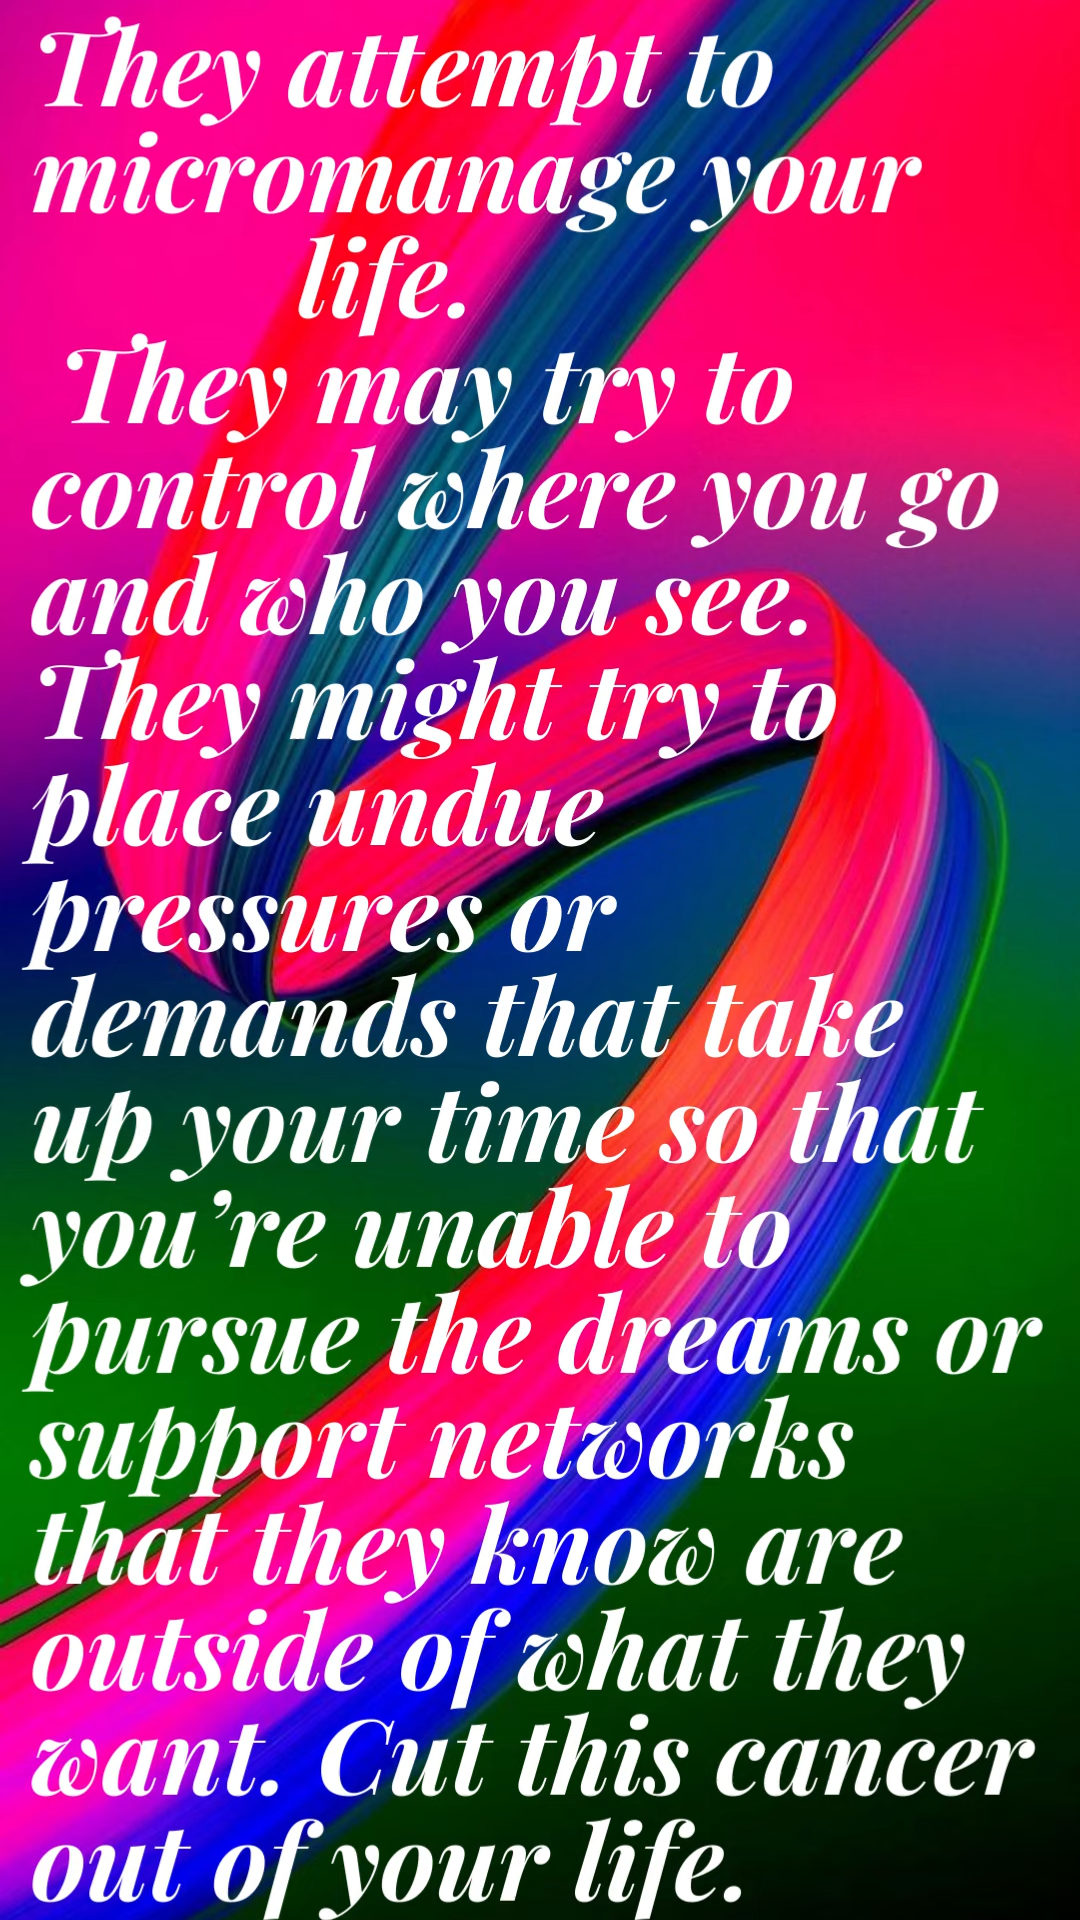 They attempt to
micromanage your
life.
They may try to
control where you go
and who you see.
They might try to
place undue
pressures or
demands that take
up your time so that
you’re unable to
pursue the dreams or
support networks
that they know are
outside of what they
want. Cut this cancer
out of your life.